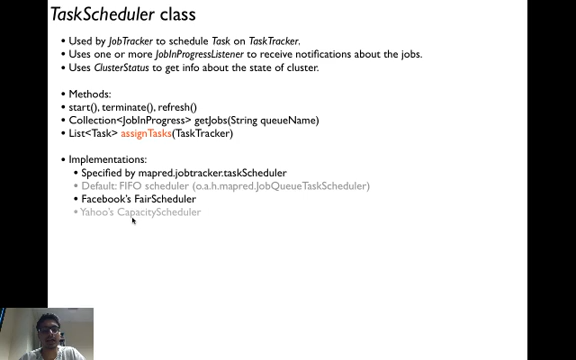 TaskScheduler class
• Used by JobTracker to schedule Task on TaskTracker.
• Uses one or more JobInProgressListener to receive notifications about the jobs.
• Uses ClusterStatus to get info about the state of cluster.
• Methods:
• start(), terminate(), refresh()
• Collection<JobInProgress> getJobs(String queueName)
• List<Task> assignTasks(TaskTracker)
• Implementations:
• Specified by mapred.jobtracker.taskScheduler
• Default: FIFO scheduler (o.a.h.mapred.JobQueueTaskScheduler)
• Facebook's FairScheduler
• Yahoo's CapacityScheduler